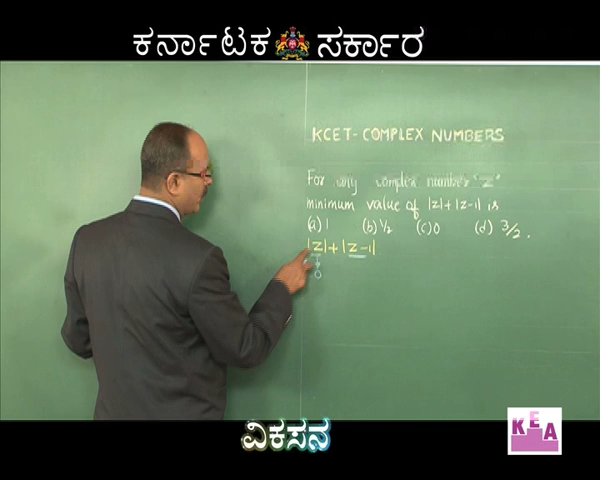 ಕರ್ನಾಟಕ ಸರ್ಕಾರ
KCET - COMPLEX NUMBERS
For any complex number 'z'
minimum value of |z|+|z-1| is
(a) 1 (b) 1/2 (c) 0 (d) 3/2.
|z|+|z-1|
0
ವಿಕಸನ
KEA